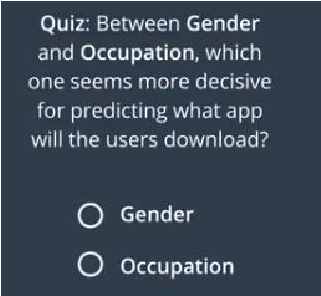 Quiz: Between Gender
and Occupation, which
one seems more decisive
for predicting what app
will the users download?
Gender
Occupation